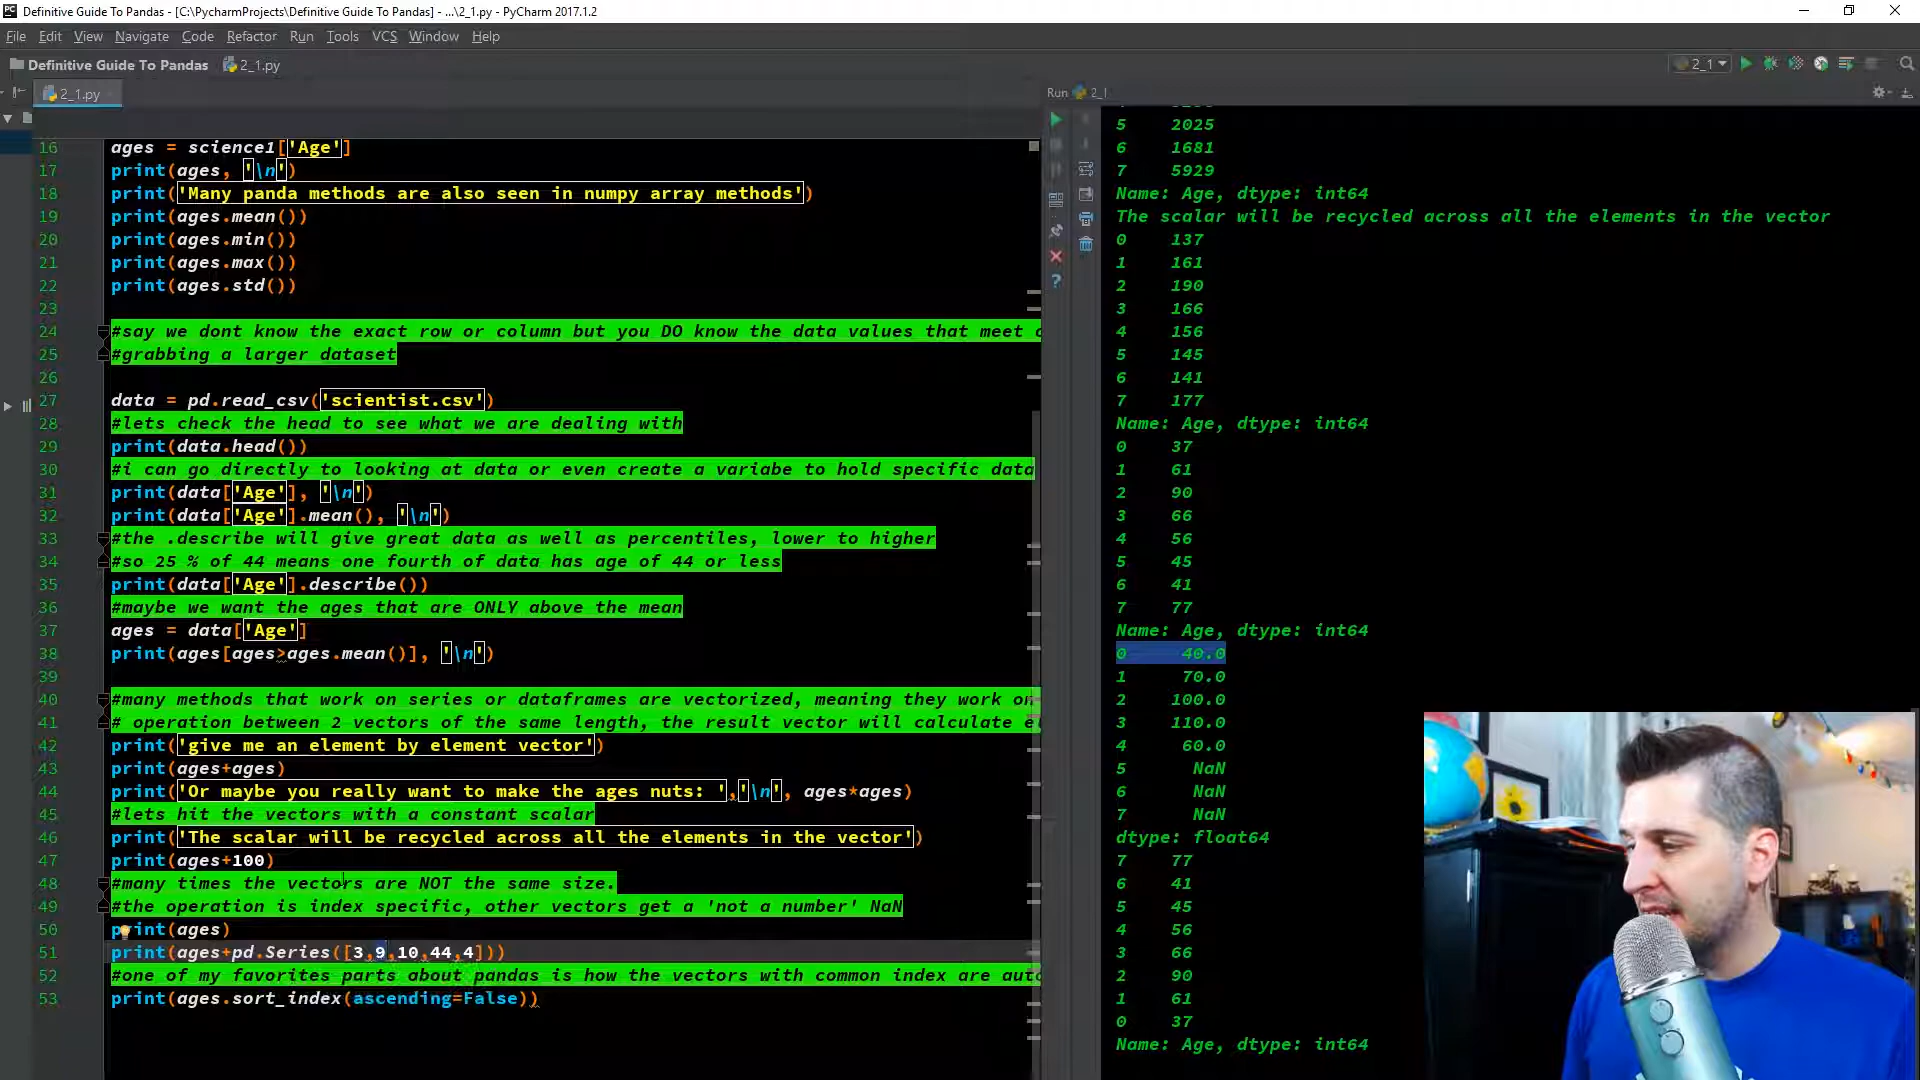 Definitive Guide To Pandas - [C:\PycharmProjects\Definitive Guide To Pandas] - ...\2_1.py - PyCharm 2017.1.2
File Edit View Navigate Code Refactor Run Tools VCS Window Help
Definitive Guide To Pandas 2_1.py
2_1
2_1.py
16 ages = science1['Age']
17 print(ages, '\n')
18 print('Many panda methods are also seen in numpy array methods')
19 print(ages.mean())
20 print(ages.min())
21 print(ages.max())
22 print(ages.std())
23
24 #say we dont know the exact row or column but you DO know the data values that meet
25 #grabbing a larger dataset
26
27 data = pd.read_csv('scientist.csv')
28 #lets check the head to see what we are dealing with
29 print(data.head())
30 #i can go directly to looking at data or even create a variabe to hold specific data
31 print(data['Age'], '\n')
32 print(data['Age'].mean(), '\n')
33 #the .describe will give great data as well as percentiles, lower to higher
34 #so 25 % of 44 means one fourth of data has age of 44 or less
35 print(data['Age'].describe())
36 #maybe we want the ages that are ONLY above the mean
37 ages = data['Age']
38 print(ages[ages>ages.mean()], '\n')
39
40 #many methods that work on series or dataframes are vectorized, meaning they work on
41 # operation between 2 vectors of the same length, the result vector will calculate
42 print('give me an element by element vector')
43 print(ages+ages)
44 print('Or maybe you really want to make the ages nuts: ','\n', ages*ages)
45 #lets hit the vectors with a constant scalar
46 print('The scalar will be recycled across all the elements in the vector')
47 print(ages+100)
48 #many times the vectors are NOT the same size.
49 #the operation is index specific, other vectors get a 'not a number' NaN
50 print(ages)
51 print(ages+pd.Series([3,9,10,44,4]))
52 #one of my favorites parts about pandas is how the vectors with common index are
53 print(ages.sort_index(ascending=False))
Run 2_1
5 2025
6 1681
7 5929
Name: Age, dtype: int64
The scalar will be recycled across all the elements in the vector
0 137
1 161
2 190
3 166
4 156
5 145
6 141
7 177
Name: Age, dtype: int64
0 37
1 61
2 90
3 66
4 56
5 45
6 41
7 77
Name: Age, dtype: int64
0 40.0
1 70.0
2 100.0
3 110.0
4 60.0
5 NaN
6 NaN
7 NaN
dtype: float64
7 77
6 41
5 45
4 56
3 66
2 90
1 61
0 37
Name: Age, dtype: int64